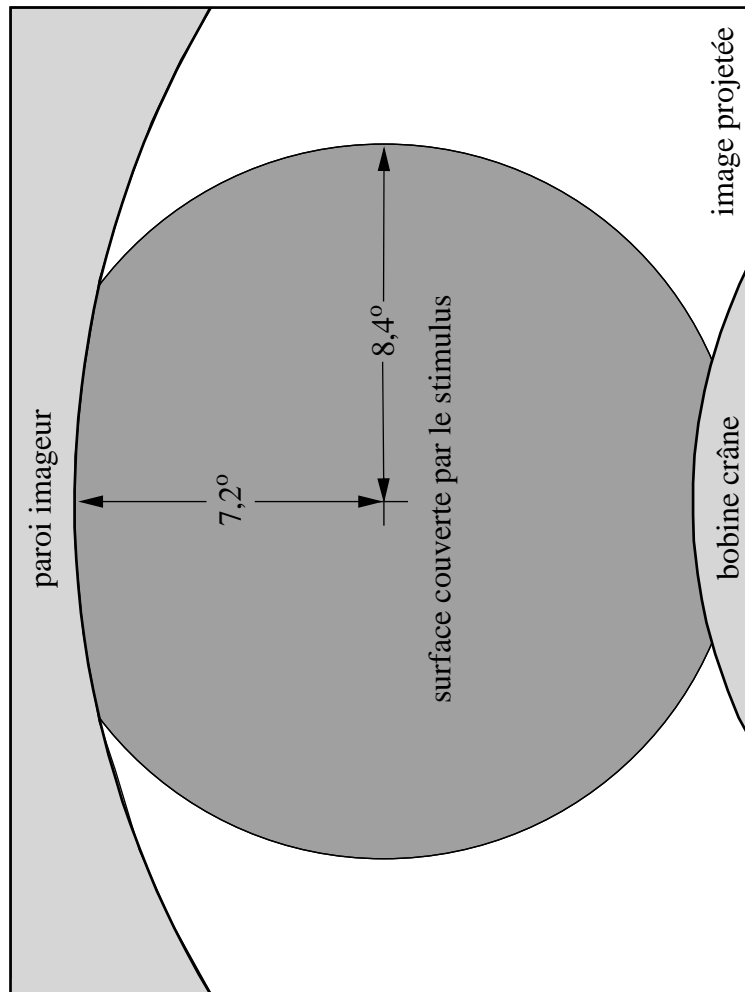 paroi imageur
7,2°
8,4°
surface couverte par le stimulus
bobine crâne
image projetée